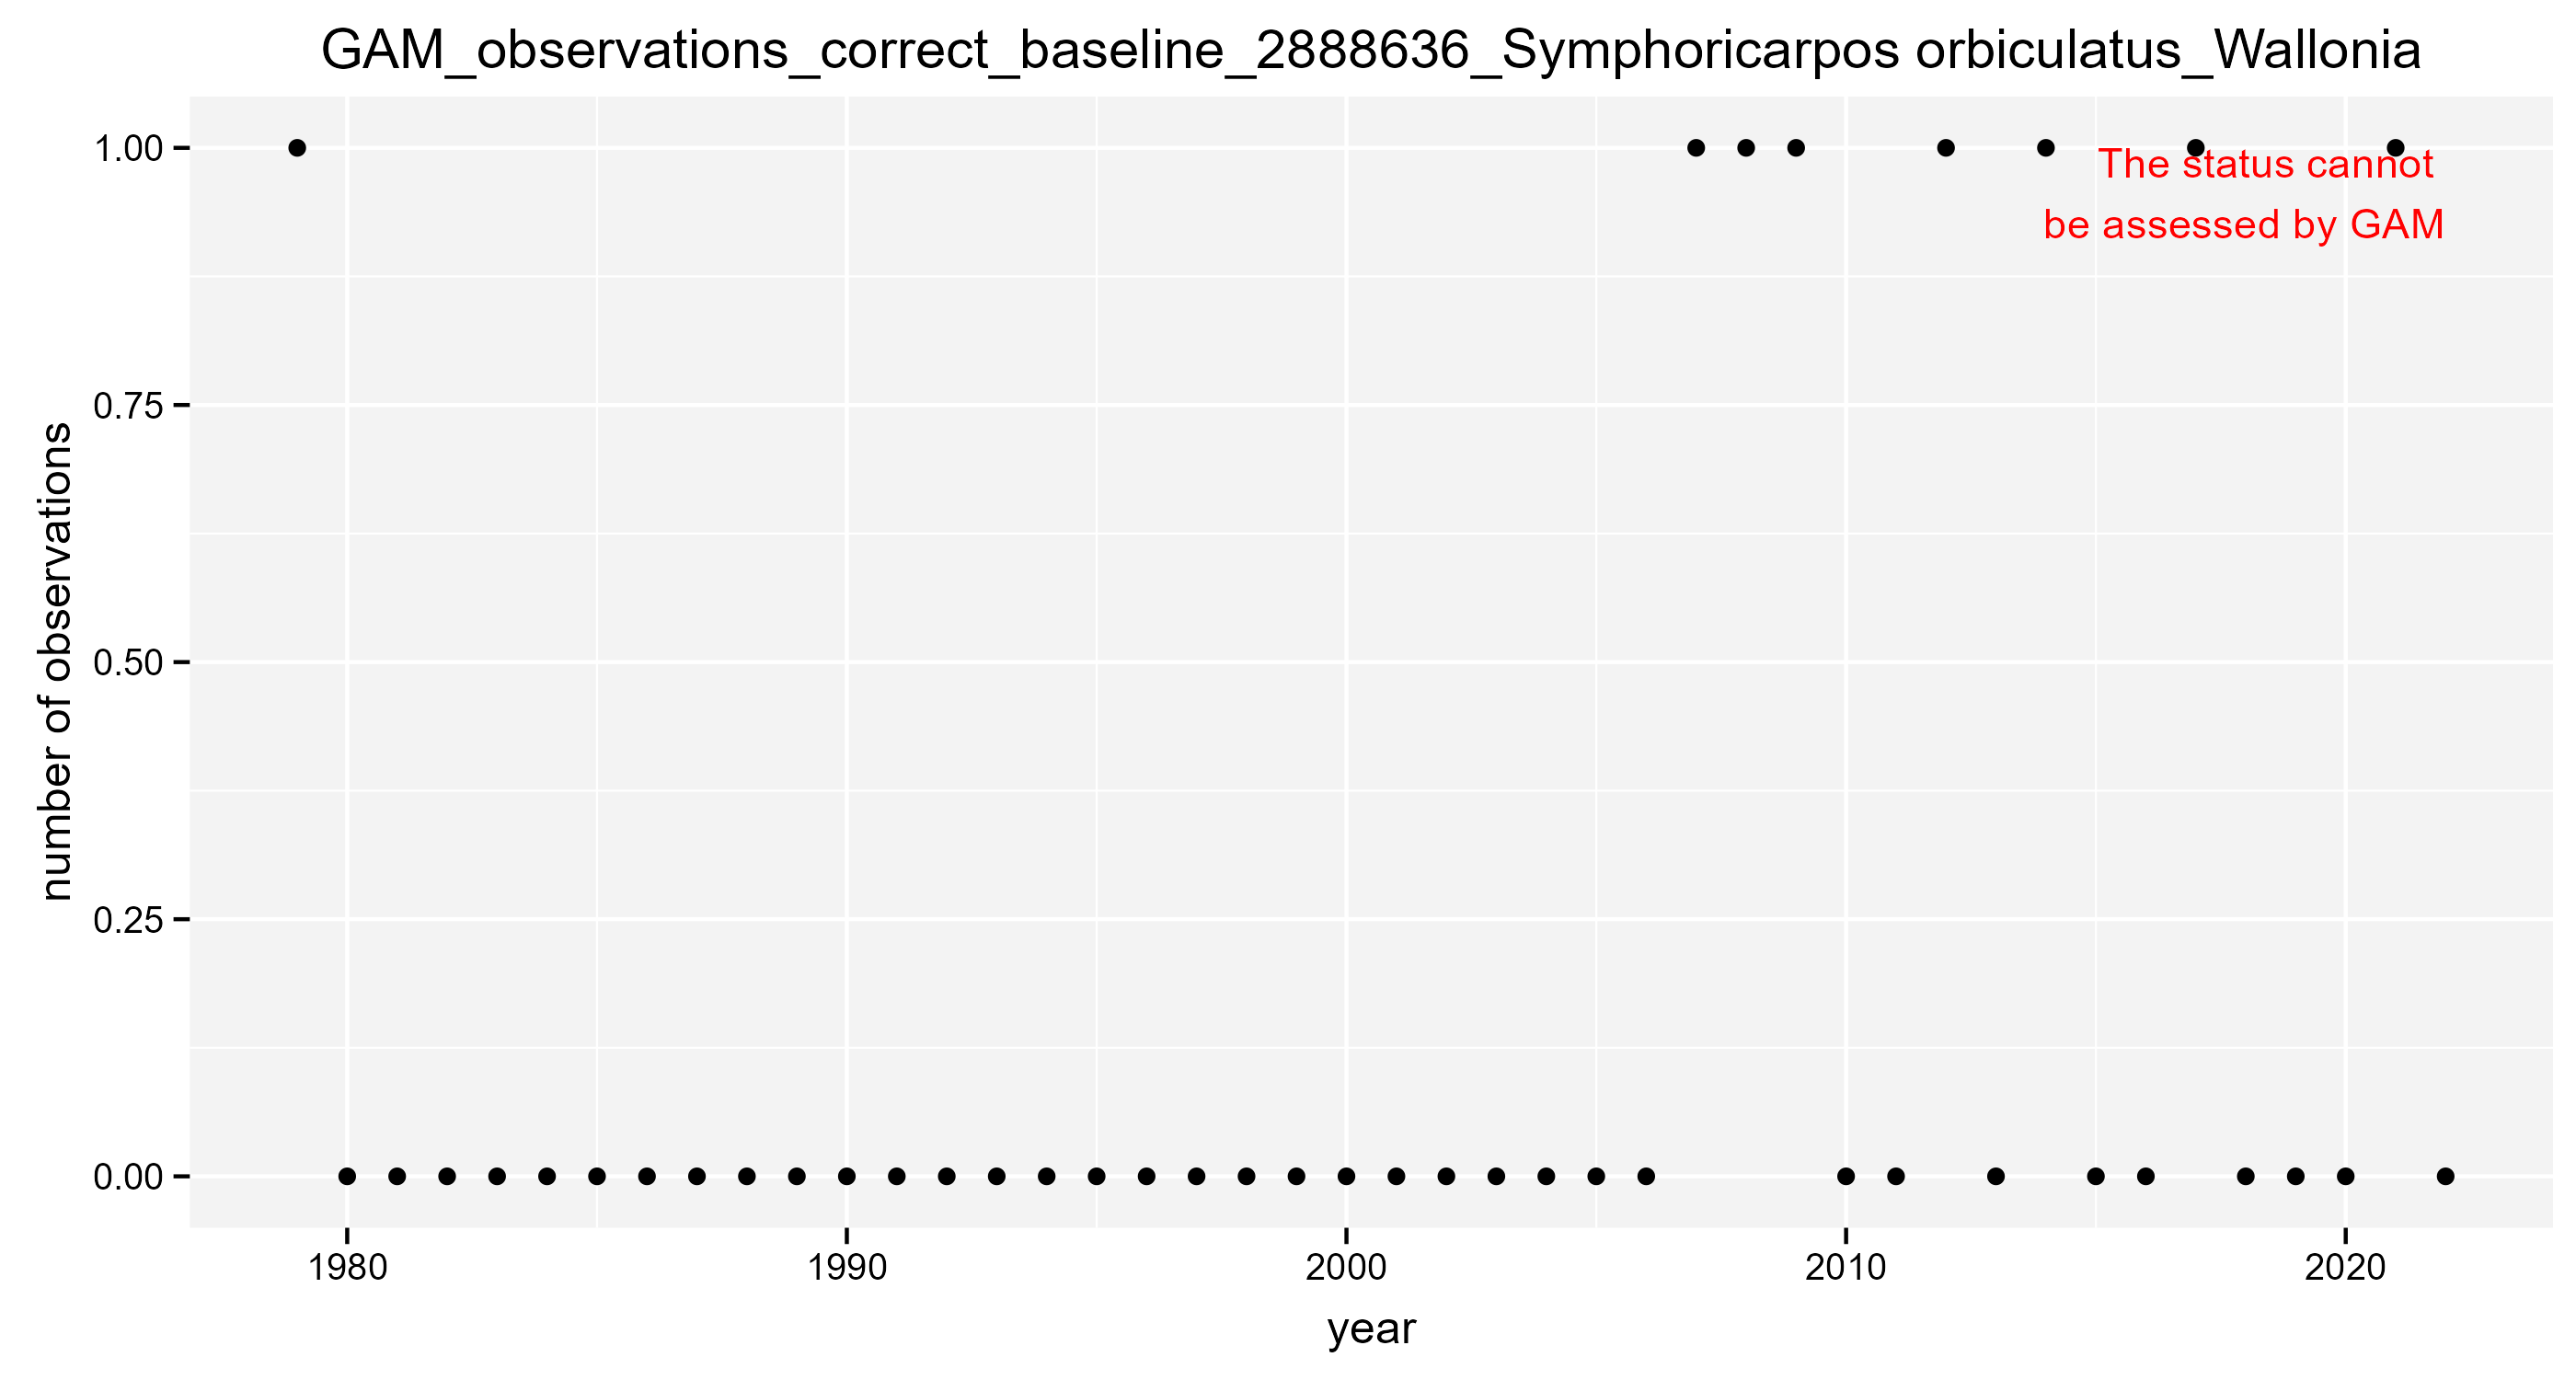 GAM_observations_correct_baseline_2888636_Symphoricarpos orbiculatus_Wallonia
1.00
The status cannot
be assessed by GAM
0.75
number of observations
0.50
0.25
0.00
1980 1990 2000 2010 2020
year